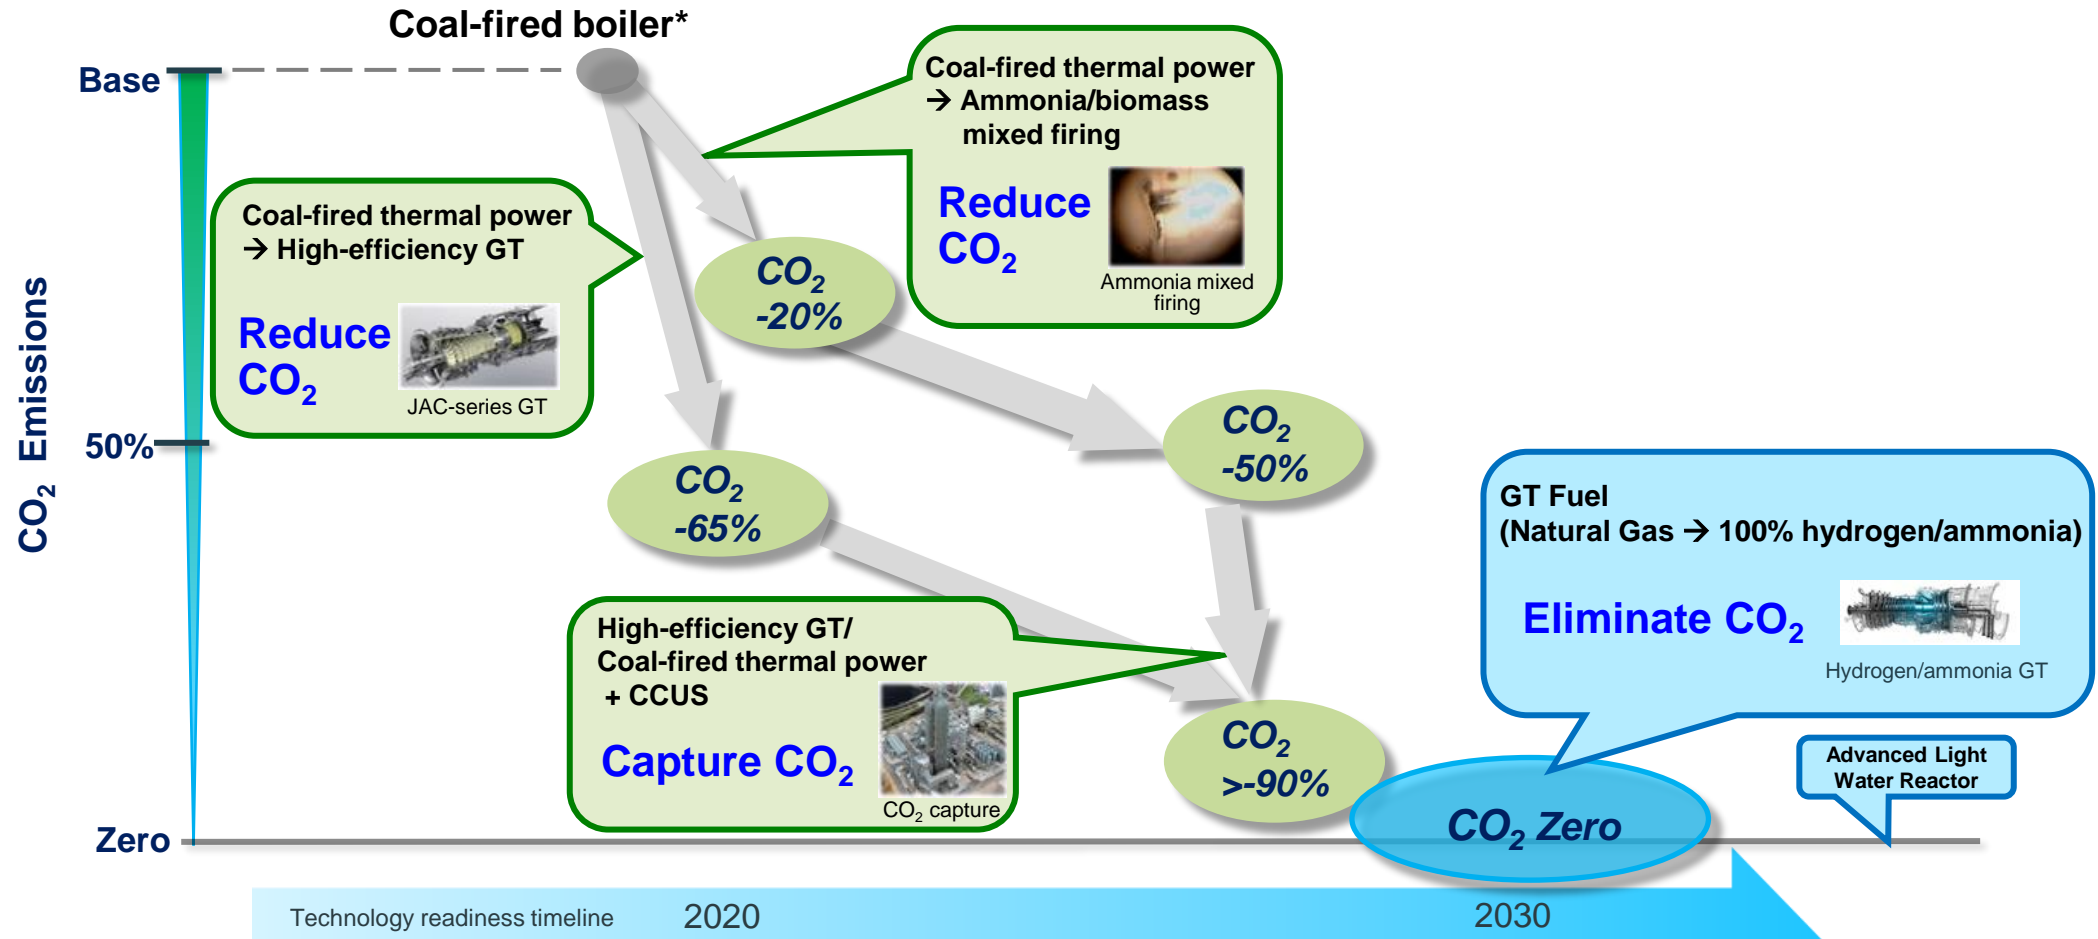 Coal-fired boiler*
Base
Coal-fired thermal power
→ Ammonia/biomass
mixed firing
Reduce
CO₂
Ammonia mixed
firing
Coal-fired thermal power
→ High-efficiency GT
Reduce
CO₂
JAC-series GT
CO₂
-20%
CO₂ Emissions
50%
CO₂
-50%
CO₂
-65%
GT Fuel
(Natural Gas → 100% hydrogen/ammonia)
Eliminate CO₂
Hydrogen/ammonia GT
High-efficiency GT/
Coal-fired thermal power
+ CCUS
Capture CO₂
CO₂ capture
CO₂
>-90%
Advanced Light
Water Reactor
Zero
CO₂ Zero
Technology readiness timeline
2020
2030